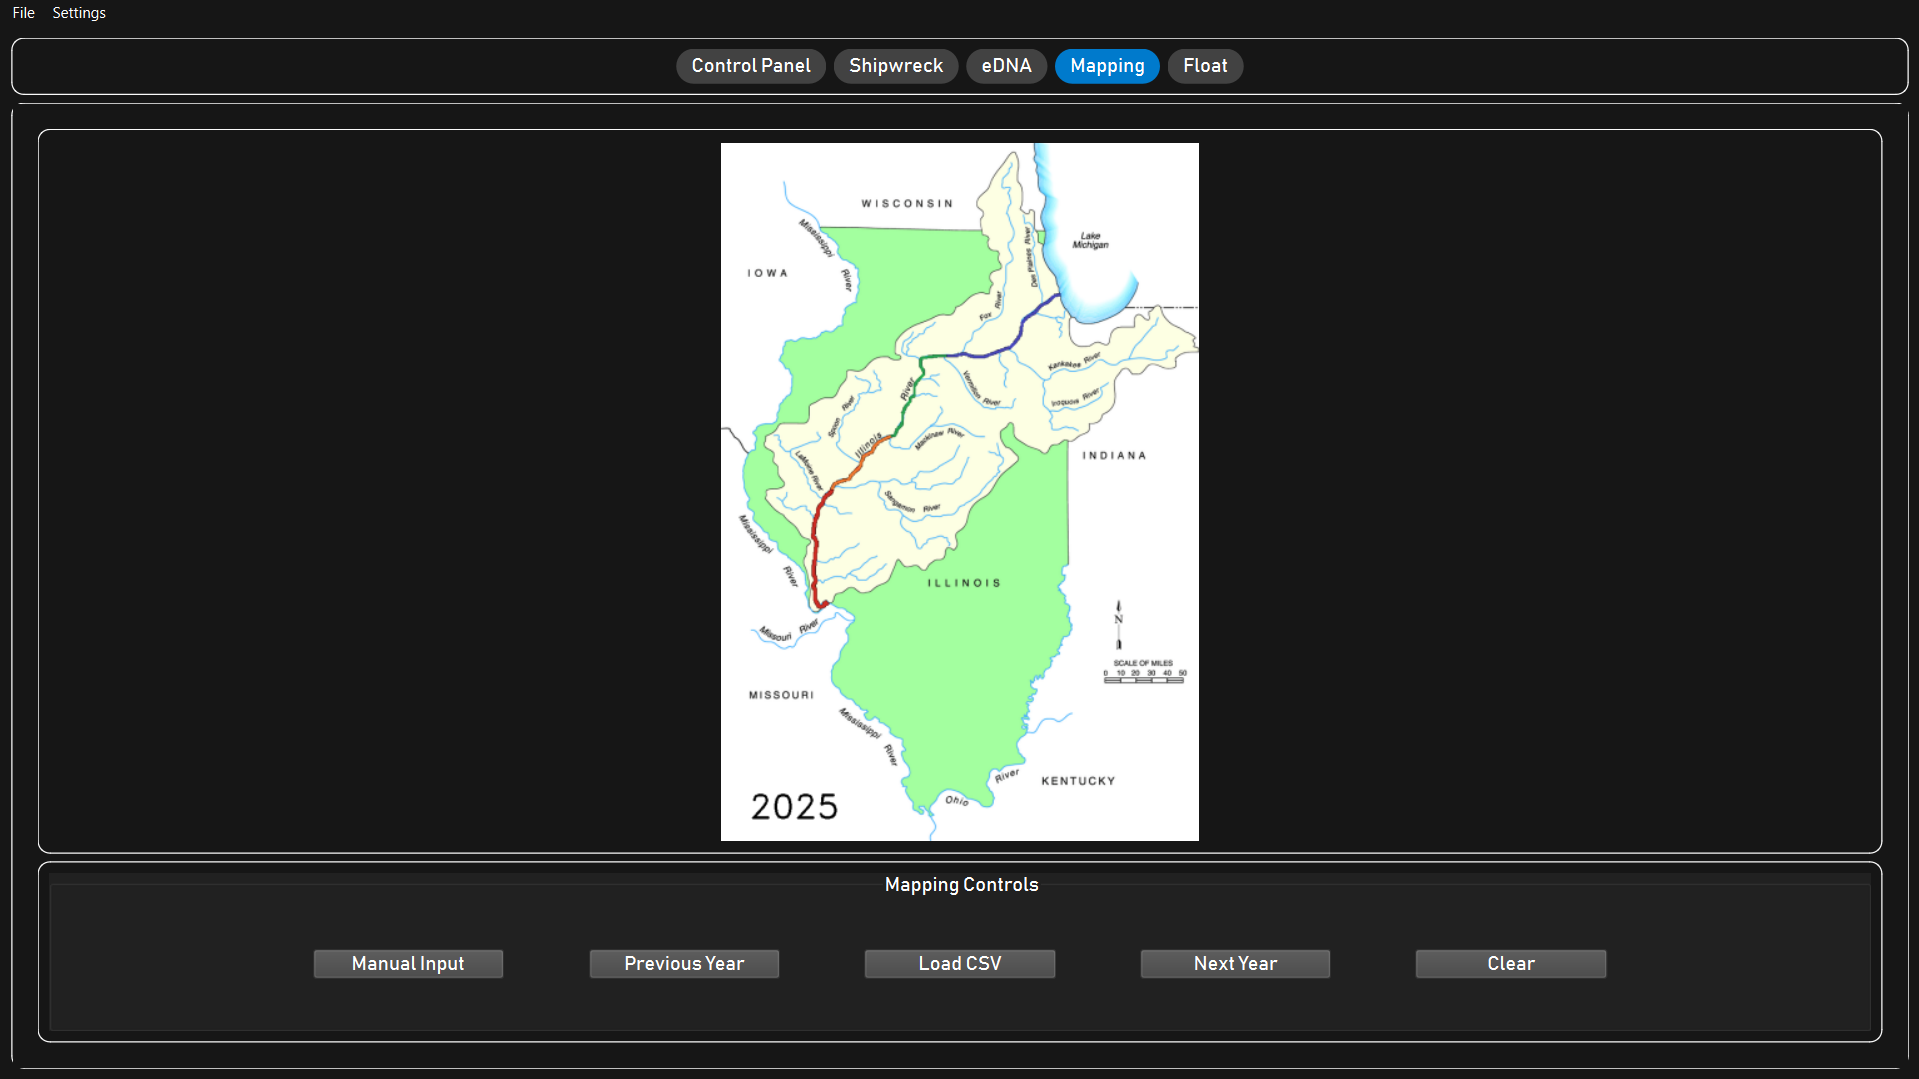 File Settings
Control Panel Shipwreck eDNA Mapping Float
WISCONSIN
Lake
Michigan
IOWA
Mississippi River
Des Plaines River
Fox River
Kankakee River
Iroquois River
Vermilion River
Illinois River
Spoon River
Mackinaw River
LaMoine River
Sangamon River
INDIANA
Mississippi River
ILLINOIS
Missouri River
N
SCALE OF MILES
0 10 20 30 40 50
MISSOURI
Mississippi River
KENTUCKY
Ohio River
2025
Mapping Controls
Manual Input Previous Year Load CSV Next Year Clear